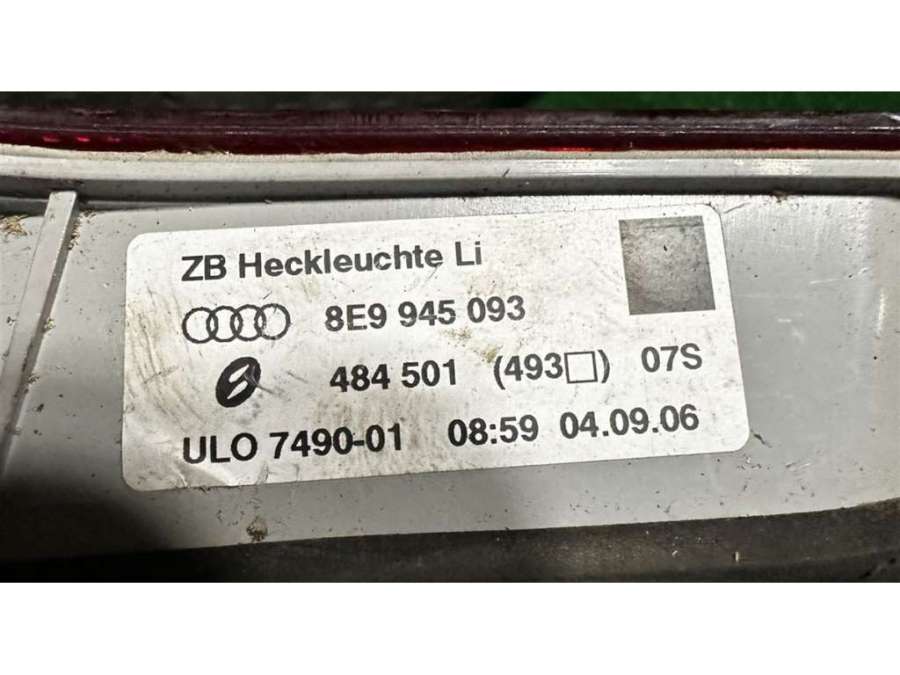 ZB Heckleuchte Li
8E9 945 093
484 501 (493□) 07S
ULO 7490-01 08:59 04.09.06